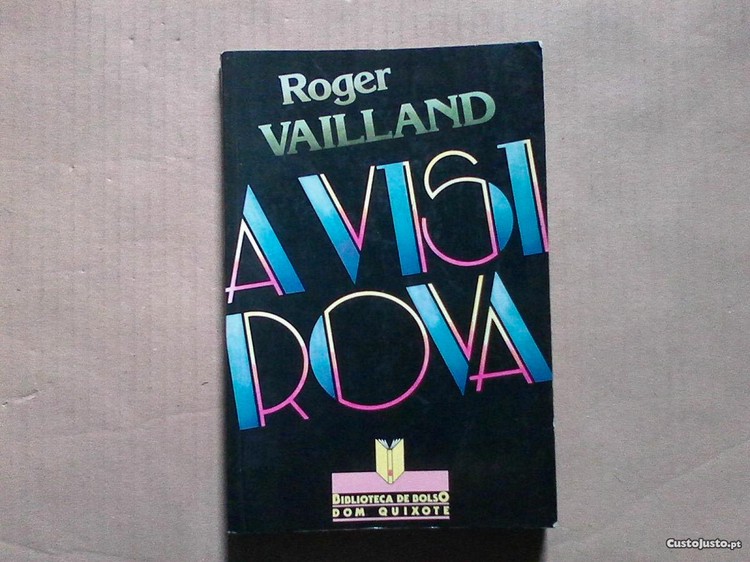 Roger
VAILLAND
A VISI
ROVA
BIBLIOTECA DE BOLSO
DOM QUIXOTE
CustoJusto.pt